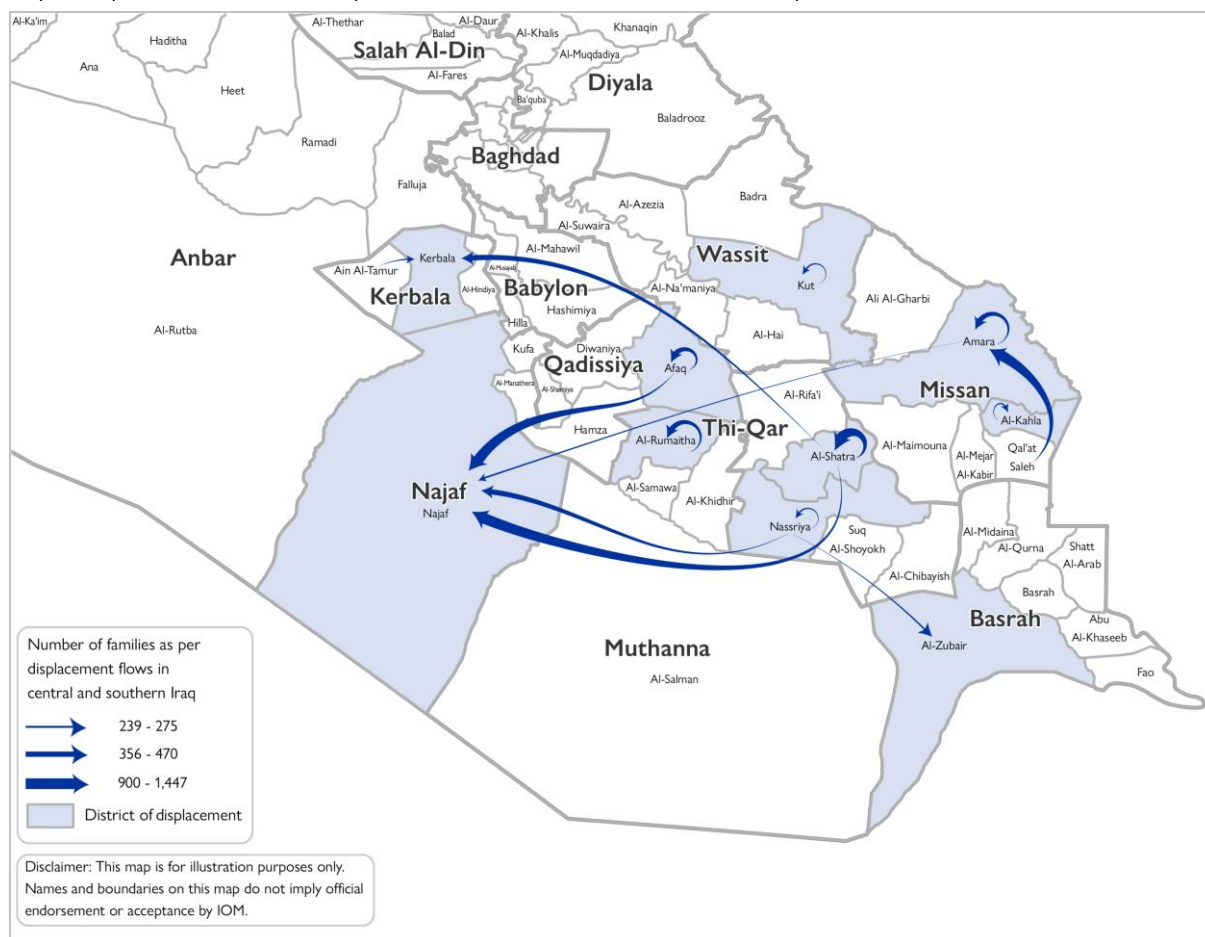 Al-Ka'im
Haditha
Ana
Heet
Ramadi
Falluja
Al-Thethar
Al-Daur
Balad
Salah Al-Din
Al-Fares
Al-Khalis
Khanaqin
Al-Muqdadiya
Diyala
Ba'quba
Baladrooz
Baghdad
Badra
Al-Azezia
Al-Suwaira
Anbar
Al-Rutba
Ain Al-Tamur
Kerbala
Kerbala
Al-Hindiya
Al-Mahawil
Al-Musayab
Babylon
Hashimiya
Hilla
Wassit
Kut
Al-Na'maniya
Al-Hai
Ali Al-Gharbi
Amara
Missan
Al-Kahla
Qal'at
Saleh
Al-Maimouna
Al-Mejar
Al-Kabir
Kufa
Diwaniya
Qadissiya
Afaq
Al-Manathera
Al-Shamiya
Hamza
Al-Rumaitha
Al-Samawa
Al-Khidhir
Thi-Qar
Al-Rifa'i
Al-Shatra
Nassriya
Suq
Al-Shoyokh
Al-Chibayish
Najaf
Najaf
Al-Midaina
Al-Qurna
Shatt
Al-Arab
Basrah
Basrah
Abu
Al-Khaseeb
Al-Zubair
Fao
Muthanna
Al-Salman
Number of families as per
displacement flows in
central and southern Iraq
239 - 275
356 - 470
900 - 1,447
District of displacement
Disclaimer: This map is for illustration purposes only.
Names and boundaries on this map do not imply official
endorsement or acceptance by IOM.